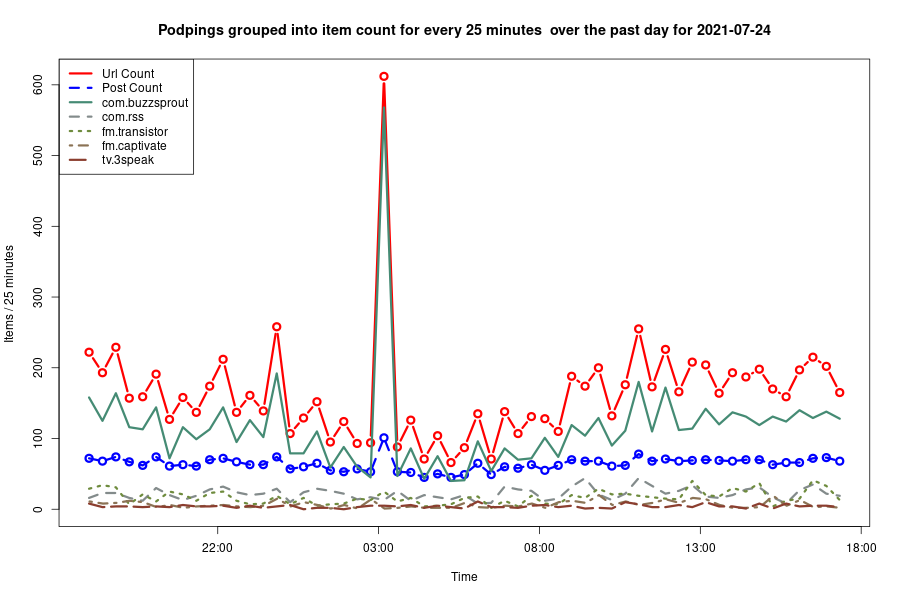 Podpings grouped into item count for every 25 minutes  over the past day for 2021-07-24
Url Count
Post Count
com.buzzsprout
com.rss
fm.transistor
fm.captivate
tv.3speak
Items / 25 minutes
600
500
400
300
200
100
0
22:00 03:00 08:00 13:00 18:00
Time